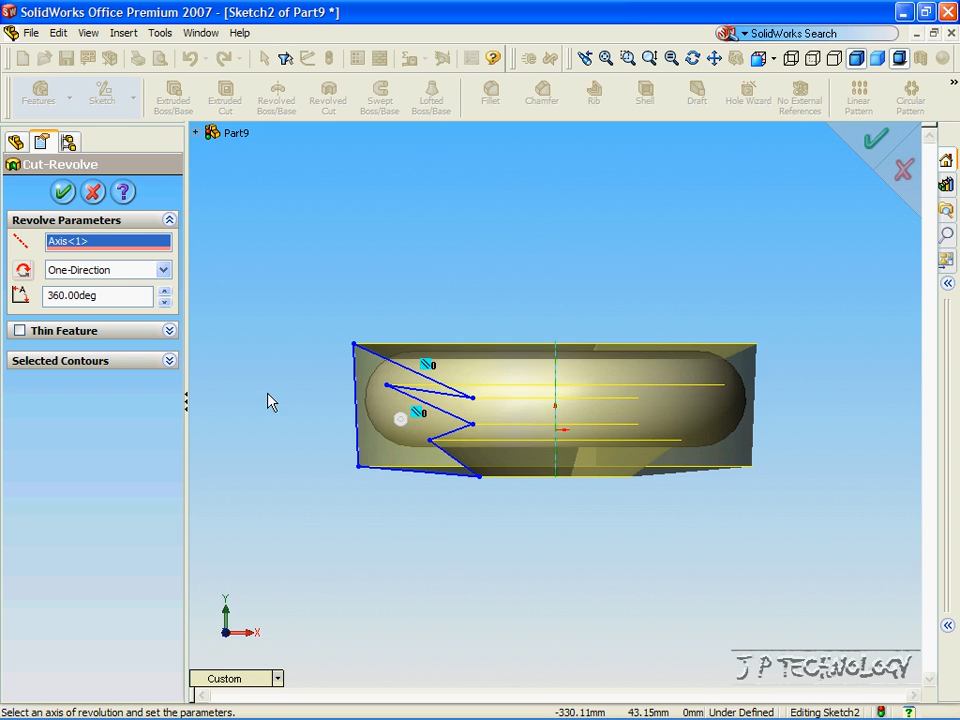 SolidWorks Office Premium 2007 - [Sketch2 of Part9 *]
File Edit View Insert Tools Window Help
SolidWorks Search
Features Sketch Extruded Boss/Base Extruded Cut Revolved Boss/Base Revolved Cut Swept Boss/Base Lofted Boss/Base Fillet Chamfer Rib Shell Draft Hole Wizard No External References Linear Pattern Circular Pattern
Part9
Cut-Revolve
Revolve Parameters
Axis<1>
One-Direction
360.00deg
Thin Feature
Selected Contours
0
0
Y
X
Custom
J P TECHNOLOGY
Select an axis of revolution and set the parameters. -330.11mm 43.15mm 0mm Under Defined Editing Sketch2